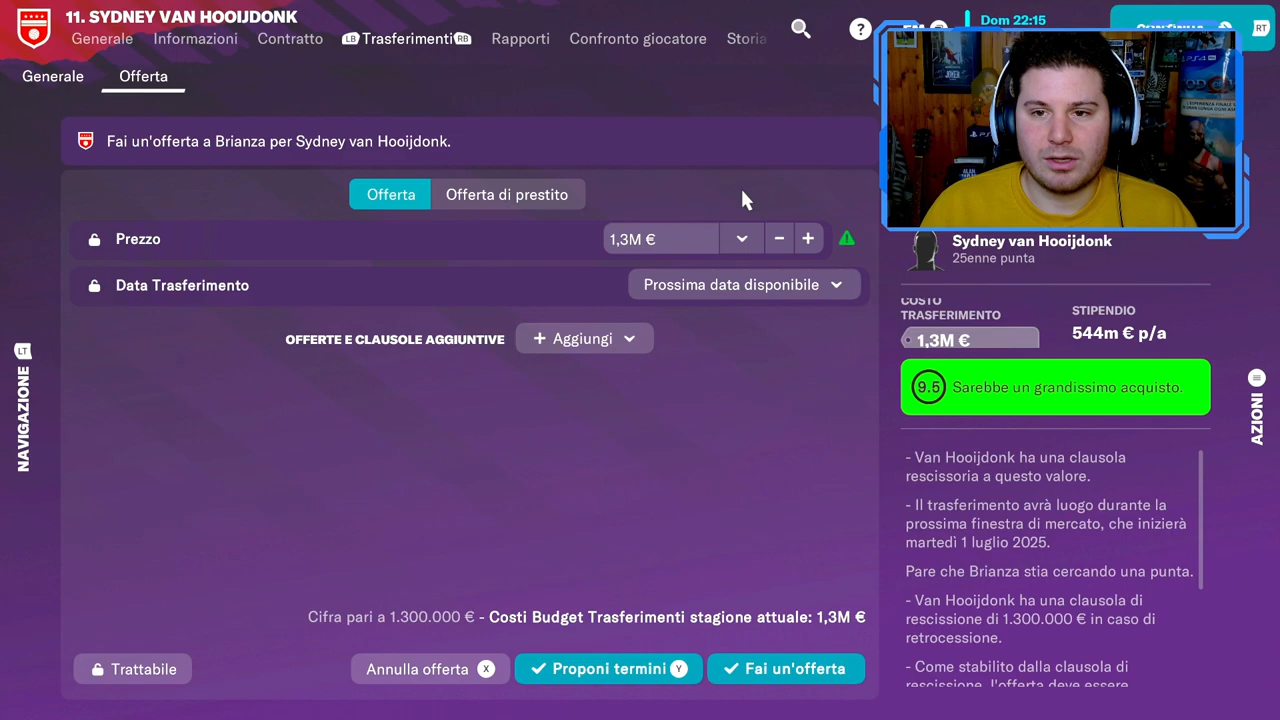 11. SYDNEY VAN HOOIJDONK
Generale
Informazioni
Contratto
LB Trasferimenti RB
Rapporti
Confronto giocatore
Storia
?
Dom 22:15
RT
Generale
Offerta
Fai un'offerta a Brianza per Sydney van Hooijdonk.
Offerta
Offerta di prestito
Prezzo
1,3M €
Data Trasferimento
Prossima data disponibile
OFFERTE E CLAUSOLE AGGIUNTIVE
+ Aggiungi
Cifra pari a 1.300.000 € - Costi Budget Trasferimenti stagione attuale: 1,3M €
Trattabile
Annulla offerta X
Proponi termini Y
Fai un'offerta
LT
NAVIGAZIONE
JOKER
PS4
L'ESPERIENZA FINALE
ALAN
Sydney van Hooijdonk
25enne punta
COSTO
TRASFERIMENTO
1,3M €
STIPENDIO
544m € p/a
9.5 Sarebbe un grandissimo acquisto.
- Van Hooijdonk ha una clausola
rescissoria a questo valore.
- Il trasferimento avrà luogo durante la
prossima finestra di mercato, che inizierà
martedì 1 luglio 2025.
Pare che Brianza stia cercando una punta.
- Van Hooijdonk ha una clausola di
rescissione di 1.300.000 € in caso di
retrocessione.
- Come stabilito dalla clausola di
rescissione, l'offerta deve essere
AZIONI